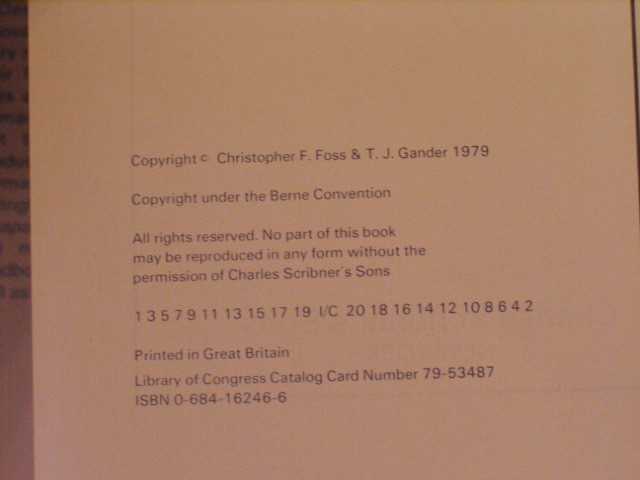 Copyright © Christopher F. Foss & T. J. Gander 1979
Copyright under the Berne Convention
All rights reserved. No part of this book
may be reproduced in any form without the
permission of Charles Scribner's Sons
1 3 5 7 9 11 13 15 17 19 I/C 20 18 16 14 12 10 8 6 4 2
Printed in Great Britain
Library of Congress Catalog Card Number 79-53487
ISBN 0-684-16246-6